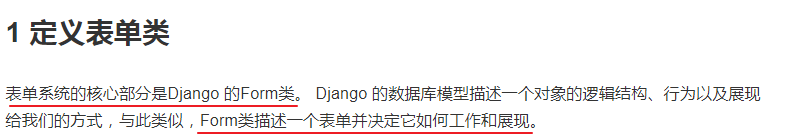 1 定义表单类
表单系统的核心部分是Django 的Form类。 Django 的数据库模型描述一个对象的逻辑结构、行为以及展现
给我们的方式，与此类似，Form类描述一个表单并决定它如何工作和展现。